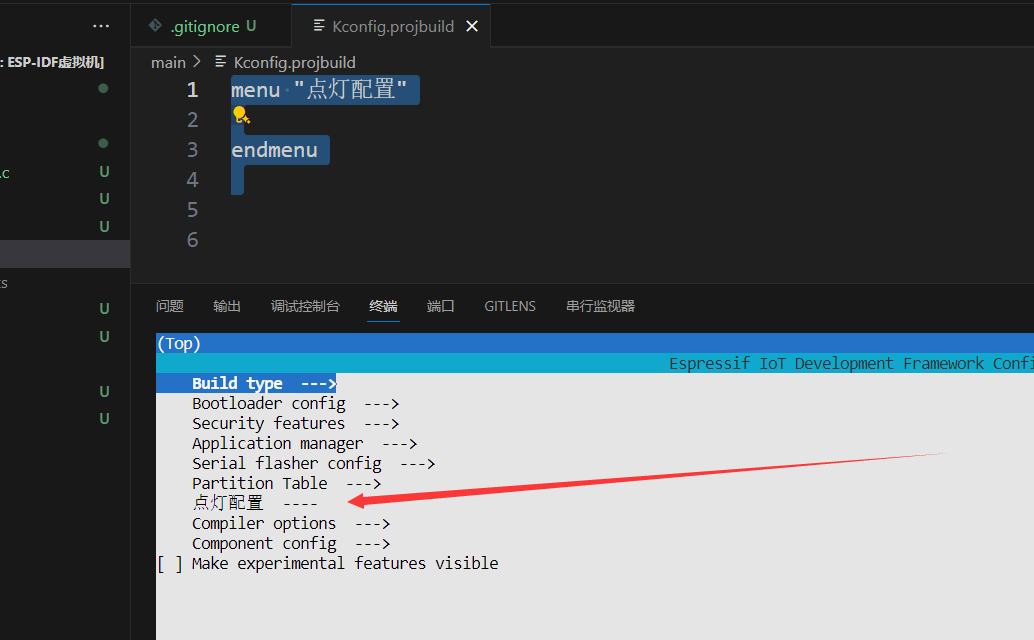 ···
.gitignore U
Kconfig.projbuild ✕
: ESP-IDF虚拟机]
main > Kconfig.projbuild
1 menu "点灯配置"
2
3 endmenu
4
5
6
.c U
U
U
s
U
U
U
U
问题 输出 调试控制台 终端 端口 GITLENS 串行监视器
(Top)
Espressif IoT Development Framework Confi
Build type --->
Bootloader config --->
Security features --->
Application manager --->
Serial flasher config --->
Partition Table --->
点灯配置 ----
Compiler options --->
Component config --->
[ ] Make experimental features visible